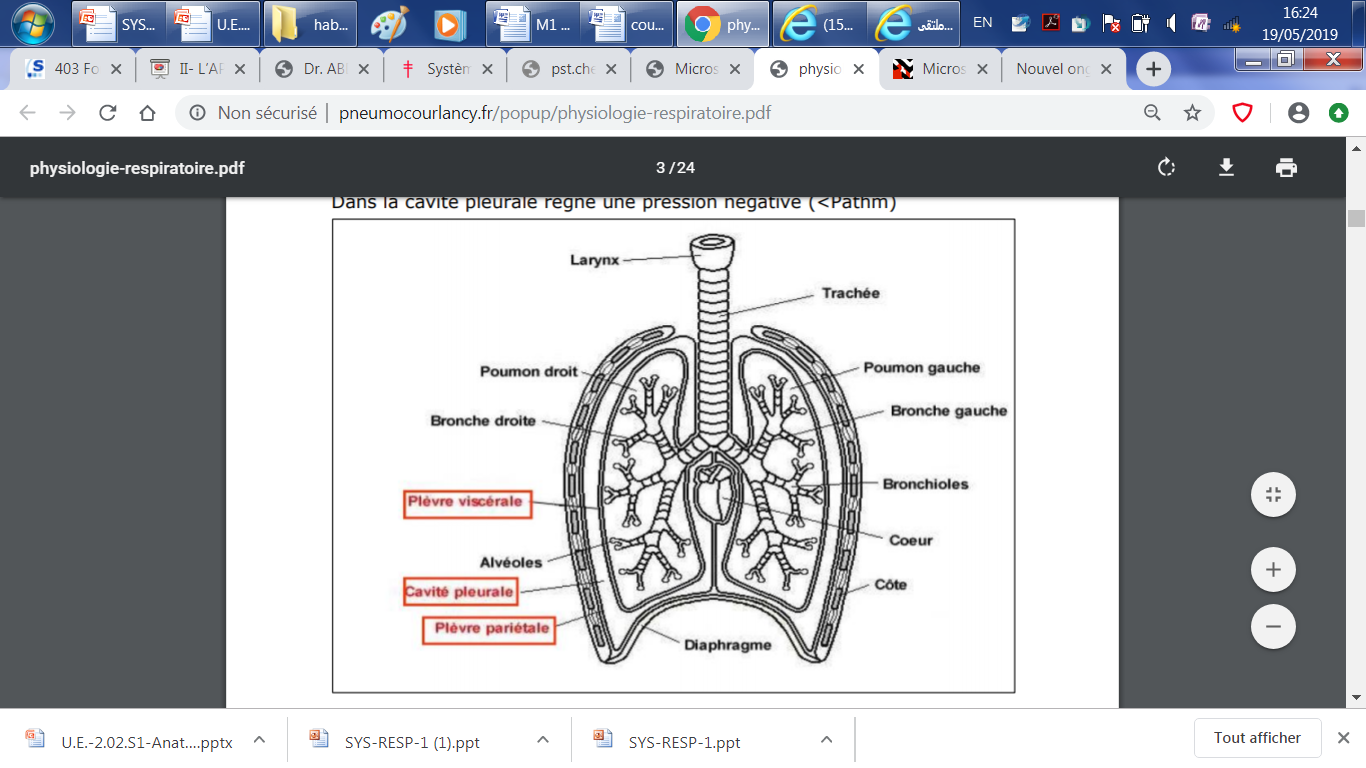 SYS...
U.E....
hab...
M1 ...
cou...
phy...
(15...
ملتقى...
EN
16:24
19/05/2019
403 Fo
II- L'AF
Dr. ABI
Systèm
pst.che
Micros
physio
Micros
Nouvel ong
Non sécurisé | pneumocourlancy.fr/popup/physiologie-respiratoire.pdf
physiologie-respiratoire.pdf
3 / 24
Dans la cavité pleurale règne une pression négative (<Pathm)
Larynx
Trachée
Poumon droit
Poumon gauche
Bronche droite
Bronche gauche
Plèvre viscérale
Bronchioles
Alvéoles
Coeur
Cavité pleurale
Côte
Plèvre pariétale
Diaphragme
U.E.-2.02.S1-Anat....pptx
SYS-RESP-1 (1).ppt
SYS-RESP-1.ppt
Tout afficher